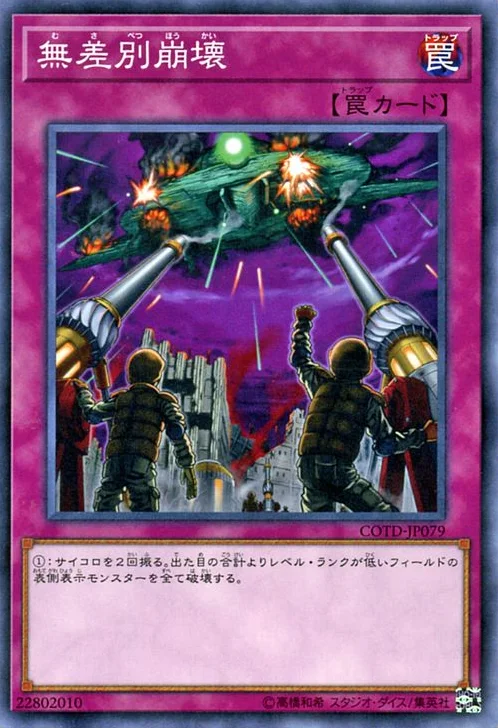 無差別崩壊
罠
【罠カード】
COTD-JP079
①:サイコロを2回振る。出た目の合計よりレベル・ランクが低いフィールドの
表側表示モンスターを全て破壊する。
22802010
©高橋和希 スタジオ・ダイス/集英社